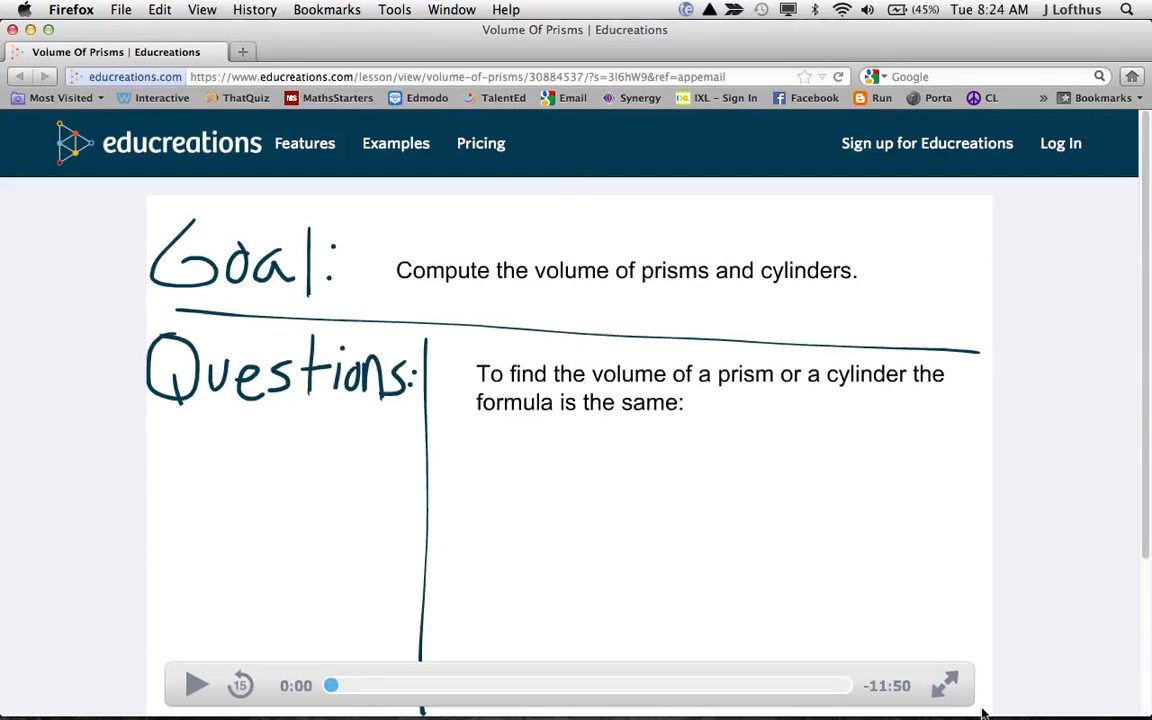 Firefox File Edit View History Bookmarks Tools Window Help (45%) Tue 8:24 AM J Lofthus
Volume Of Prisms | Educreations
Volume Of Prisms | Educreations
educreations.com https://www.educreations.com/lesson/view/volume-of-prisms/30884537/?s=3I6hW9&ref=appemail Google
Most Visited Interactive ThatQuiz MathsStarters Edmodo TalentEd Email Synergy IXL - Sign In Facebook Run Porta CL Bookmarks
educreations Features Examples Pricing Sign up for Educreations Log In
Goal: Compute the volume of prisms and cylinders.
Questions: To find the volume of a prism or a cylinder the
formula is the same:
15 0:00 -11:50